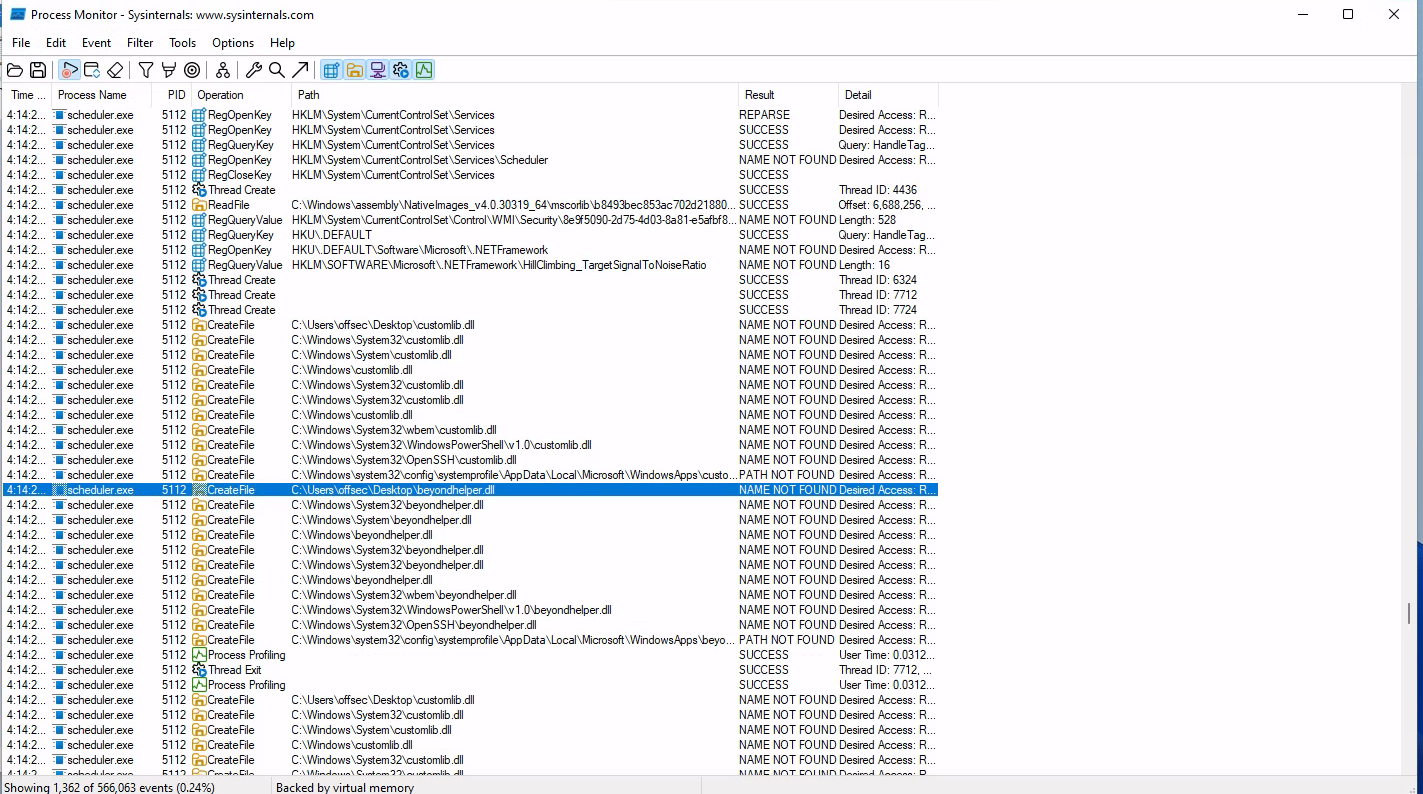 Process Monitor - Sysinternals: www.sysinternals.com
File Edit Event Filter Tools Options Help
Time ... Process Name PID Operation Path Result Detail
4:14:2... scheduler.exe 5112 RegOpenKey HKLM\System\CurrentControlSet\Services REPARSE Desired Access: R...
4:14:2... scheduler.exe 5112 RegOpenKey HKLM\System\CurrentControlSet\Services SUCCESS Desired Access: R...
4:14:2... scheduler.exe 5112 RegQueryKey HKLM\System\CurrentControlSet\Services SUCCESS Query: HandleTag...
4:14:2... scheduler.exe 5112 RegOpenKey HKLM\System\CurrentControlSet\Services\Scheduler NAME NOT FOUND Desired Access: R...
4:14:2... scheduler.exe 5112 RegCloseKey HKLM\System\CurrentControlSet\Services SUCCESS
4:14:2... scheduler.exe 5112 Thread Create SUCCESS Thread ID: 4436
4:14:2... scheduler.exe 5112 ReadFile C:\Windows\assembly\NativeImages_v4.0.30319_64\mscorlib\b8493bec853ac702d21880... SUCCESS Offset: 6,688,256, ...
4:14:2... scheduler.exe 5112 RegQueryValue HKLM\System\CurrentControlSet\Control\WMI\Security\8e9f5090-2d75-4d03-8a81-e5afbf8... NAME NOT FOUND Length: 528
4:14:2... scheduler.exe 5112 RegQueryKey HKU\.DEFAULT SUCCESS Query: HandleTag...
4:14:2... scheduler.exe 5112 RegOpenKey HKU\.DEFAULT\Software\Microsoft\.NETFramework NAME NOT FOUND Desired Access: R...
4:14:2... scheduler.exe 5112 RegQueryValue HKLM\SOFTWARE\Microsoft\.NETFramework\HillClimbing_TargetSignalToNoiseRatio NAME NOT FOUND Length: 16
4:14:2... scheduler.exe 5112 Thread Create SUCCESS Thread ID: 6324
4:14:2... scheduler.exe 5112 Thread Create SUCCESS Thread ID: 7712
4:14:2... scheduler.exe 5112 Thread Create SUCCESS Thread ID: 7724
4:14:2... scheduler.exe 5112 CreateFile C:\Users\offsec\Desktop\customlib.dll NAME NOT FOUND Desired Access: R...
4:14:2... scheduler.exe 5112 CreateFile C:\Windows\System32\customlib.dll NAME NOT FOUND Desired Access: R...
4:14:2... scheduler.exe 5112 CreateFile C:\Windows\System\customlib.dll NAME NOT FOUND Desired Access: R...
4:14:2... scheduler.exe 5112 CreateFile C:\Windows\customlib.dll NAME NOT FOUND Desired Access: R...
4:14:2... scheduler.exe 5112 CreateFile C:\Windows\System32\customlib.dll NAME NOT FOUND Desired Access: R...
4:14:2... scheduler.exe 5112 CreateFile C:\Windows\System32\customlib.dll NAME NOT FOUND Desired Access: R...
4:14:2... scheduler.exe 5112 CreateFile C:\Windows\customlib.dll NAME NOT FOUND Desired Access: R...
4:14:2... scheduler.exe 5112 CreateFile C:\Windows\System32\wbem\customlib.dll NAME NOT FOUND Desired Access: R...
4:14:2... scheduler.exe 5112 CreateFile C:\Windows\System32\WindowsPowerShell\v1.0\customlib.dll NAME NOT FOUND Desired Access: R...
4:14:2... scheduler.exe 5112 CreateFile C:\Windows\System32\OpenSSH\customlib.dll NAME NOT FOUND Desired Access: R...
4:14:2... scheduler.exe 5112 CreateFile C:\Windows\system32\config\systemprofile\AppData\Local\Microsoft\WindowsApps\custo... PATH NOT FOUND Desired Access: R...
4:14:2... scheduler.exe 5112 CreateFile C:\Users\offsec\Desktop\beyondhelper.dll NAME NOT FOUND Desired Access: R...
4:14:2... scheduler.exe 5112 CreateFile C:\Windows\System32\beyondhelper.dll NAME NOT FOUND Desired Access: R...
4:14:2... scheduler.exe 5112 CreateFile C:\Windows\System\beyondhelper.dll NAME NOT FOUND Desired Access: R...
4:14:2... scheduler.exe 5112 CreateFile C:\Windows\beyondhelper.dll NAME NOT FOUND Desired Access: R...
4:14:2... scheduler.exe 5112 CreateFile C:\Windows\System32\beyondhelper.dll NAME NOT FOUND Desired Access: R...
4:14:2... scheduler.exe 5112 CreateFile C:\Windows\System32\beyondhelper.dll NAME NOT FOUND Desired Access: R...
4:14:2... scheduler.exe 5112 CreateFile C:\Windows\beyondhelper.dll NAME NOT FOUND Desired Access: R...
4:14:2... scheduler.exe 5112 CreateFile C:\Windows\System32\wbem\beyondhelper.dll NAME NOT FOUND Desired Access: R...
4:14:2... scheduler.exe 5112 CreateFile C:\Windows\System32\WindowsPowerShell\v1.0\beyondhelper.dll NAME NOT FOUND Desired Access: R...
4:14:2... scheduler.exe 5112 CreateFile C:\Windows\System32\OpenSSH\beyondhelper.dll NAME NOT FOUND Desired Access: R...
4:14:2... scheduler.exe 5112 CreateFile C:\Windows\system32\config\systemprofile\AppData\Local\Microsoft\WindowsApps\beyo... PATH NOT FOUND Desired Access: R...
4:14:2... scheduler.exe 5112 Process Profiling SUCCESS User Time: 0.0312...
4:14:2... scheduler.exe 5112 Thread Exit SUCCESS Thread ID: 7712, ...
4:14:2... scheduler.exe 5112 Process Profiling SUCCESS User Time: 0.0312...
4:14:2... scheduler.exe 5112 CreateFile C:\Users\offsec\Desktop\customlib.dll NAME NOT FOUND Desired Access: R...
4:14:2... scheduler.exe 5112 CreateFile C:\Windows\System32\customlib.dll NAME NOT FOUND Desired Access: R...
4:14:2... scheduler.exe 5112 CreateFile C:\Windows\System\customlib.dll NAME NOT FOUND Desired Access: R...
4:14:2... scheduler.exe 5112 CreateFile C:\Windows\customlib.dll NAME NOT FOUND Desired Access: R...
4:14:2... scheduler.exe 5112 CreateFile C:\Windows\System32\customlib.dll NAME NOT FOUND Desired Access: R...
4:14:2... scheduler.exe 5112 CreateFile C:\Windows\System32\customlib.dll NAME NOT FOUND Desired Access: R...
Showing 1,362 of 566,063 events (0.24%) Backed by virtual memory